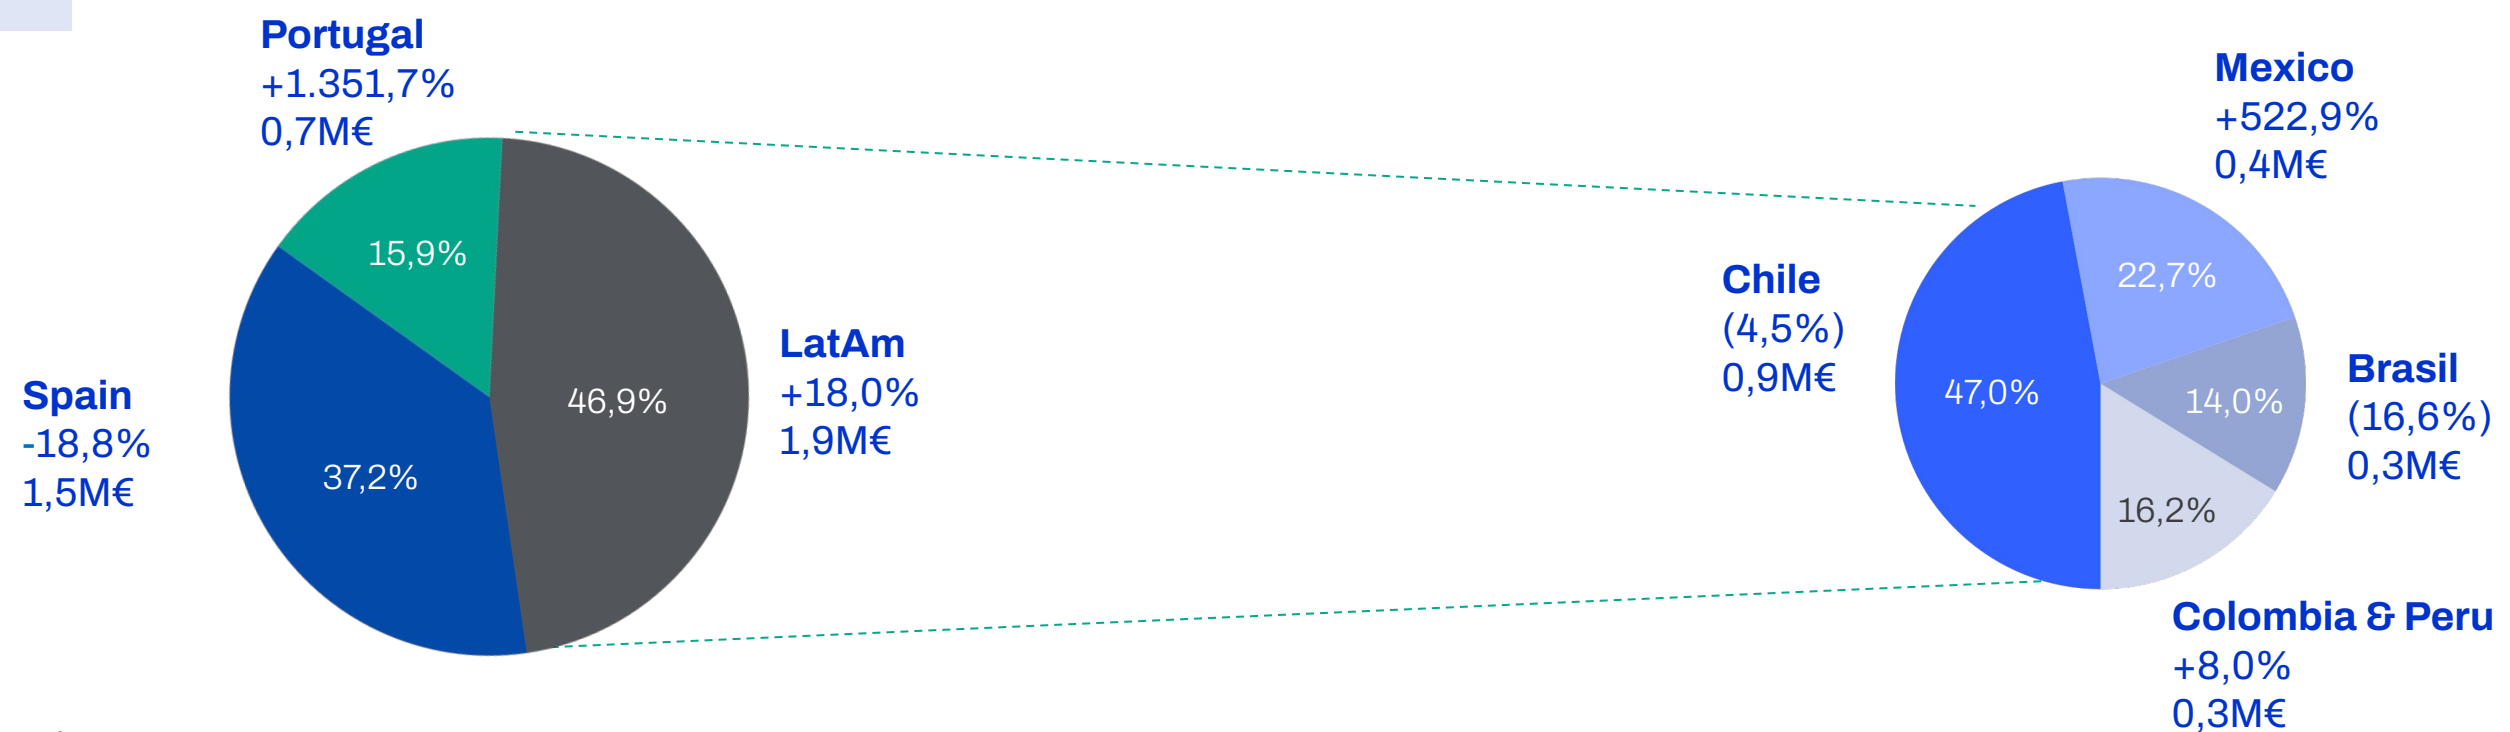 Portugal
+1.351,7%
0,7M€
15,9%
46,9%
37,2%
Spain
-18,8%
1,5M€
LatAm
+18,0%
1,9M€
Chile
(4,5%)
0,9M€
Mexico
+522,9%
0,4M€
22,7%
47,0%
14,0%
16,2%
Brasil
(16,6%)
0,3M€
Colombia & Peru
+8,0%
0,3M€